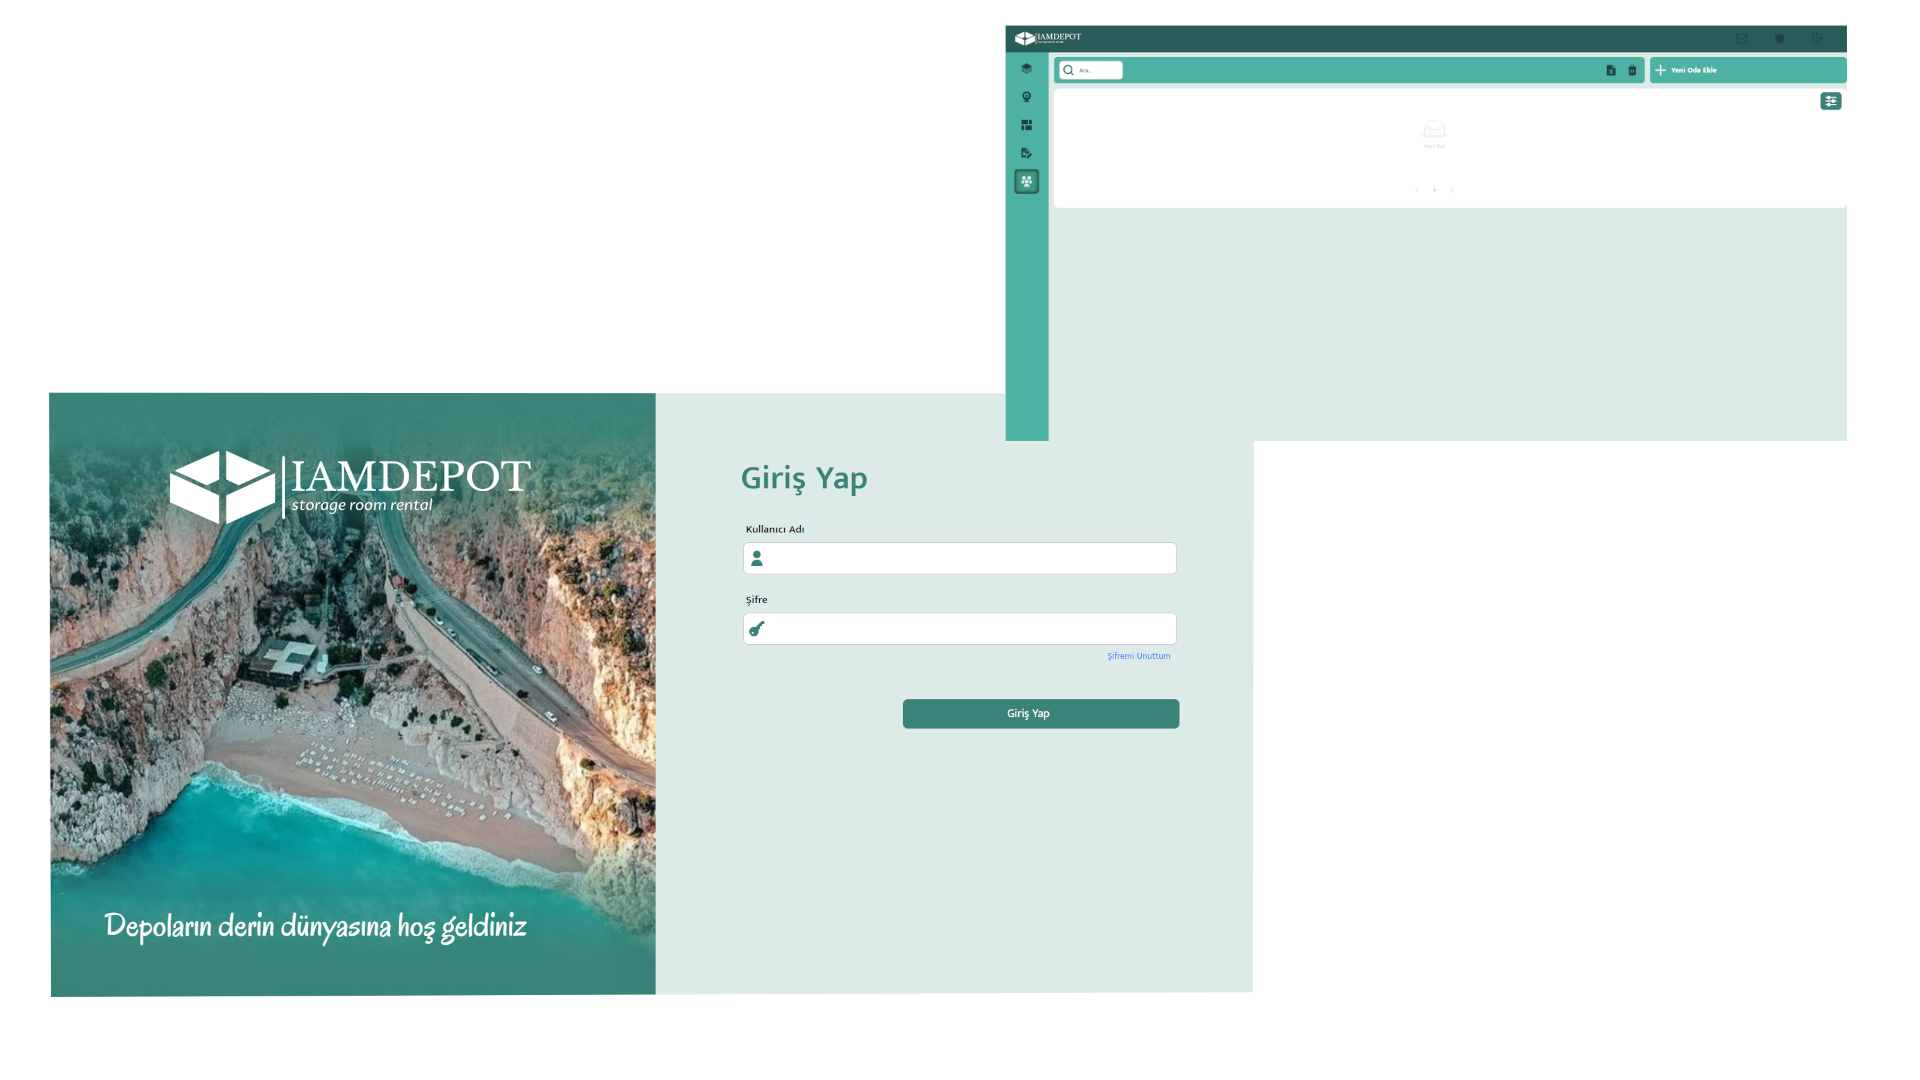 IAMDEPOT
Ara..
Yeni Oda Ekle
Veri Yok
IAMDEPOT
storage room rental
Depoların derin dünyasına hoş geldiniz
Giriş Yap
Kullanıcı Adı
Şifre
Şifremi Unuttum
Giriş Yap